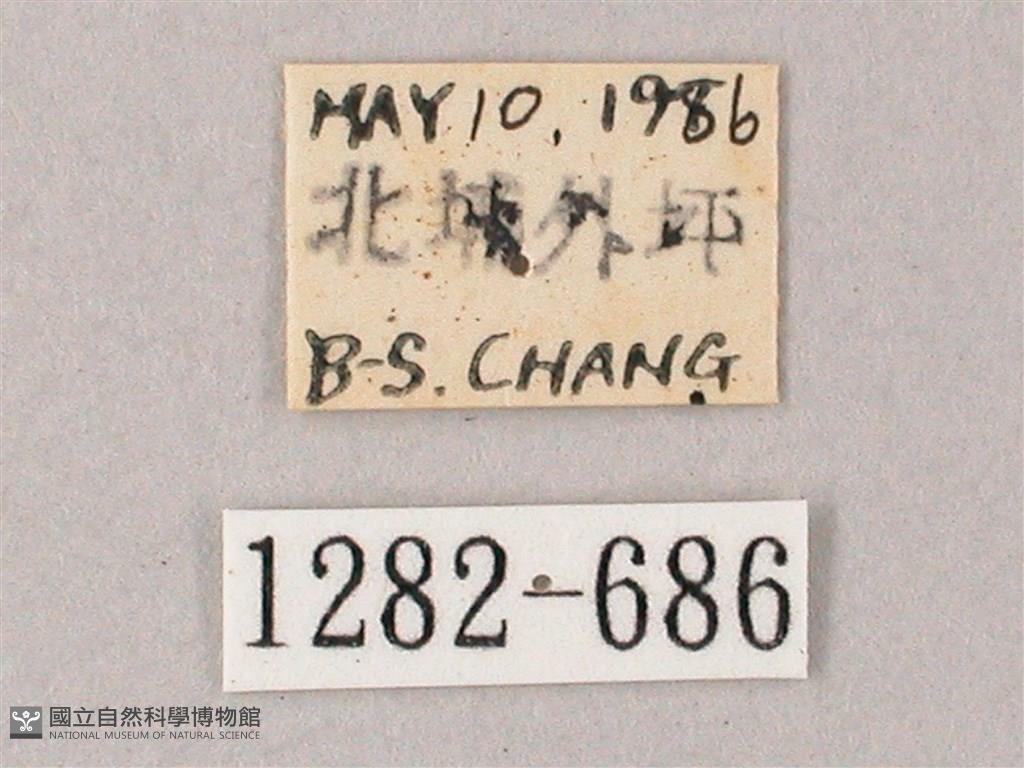 MAY 10, 1986
北埔外坪
B-S. CHANG
1282-686
國立自然科學博物館
NATIONAL MUSEUM OF NATURAL SCIENCE